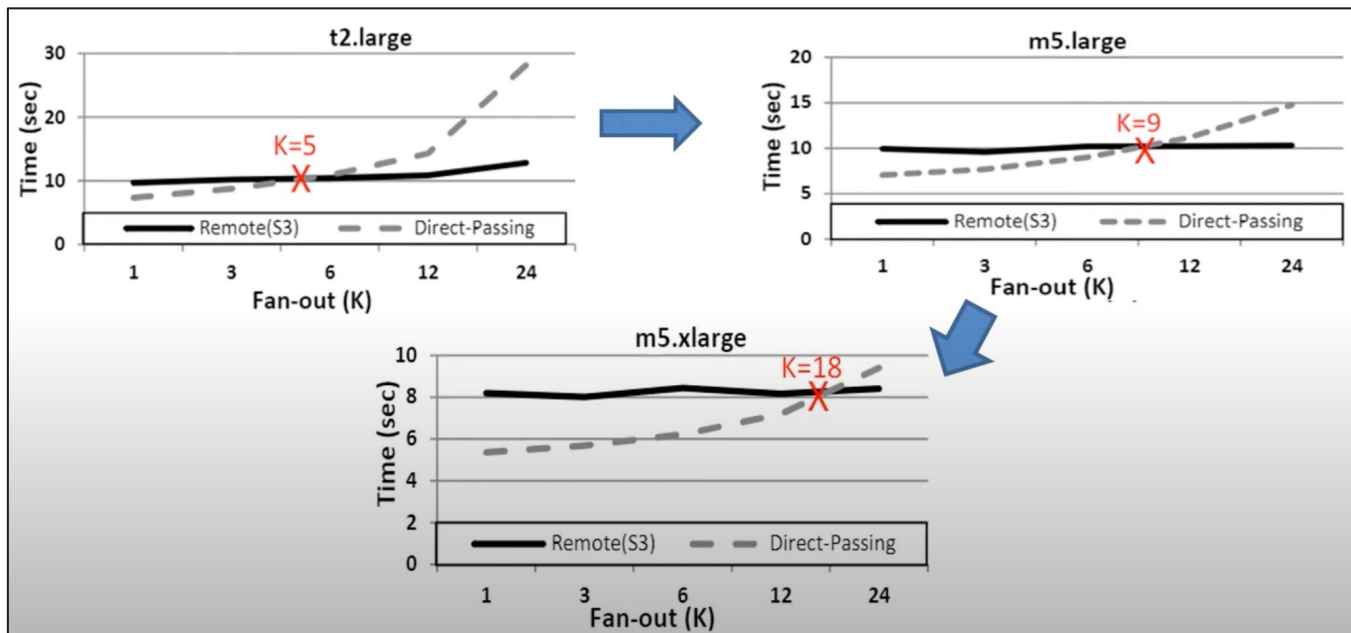 t2.large
30
20
10
0
Time (sec)
K=5
Remote(S3) Direct-Passing
1 3 6 12 24
Fan-out (K)
m5.large
20
15
10
5
0
Time (sec)
K=9
Remote(S3) Direct-Passing
1 3 6 12 24
Fan-out (K)
m5.xlarge
10
8
6
4
2
0
Time (sec)
K=18
Remote(S3) Direct-Passing
1 3 6 12 24
Fan-out (K)